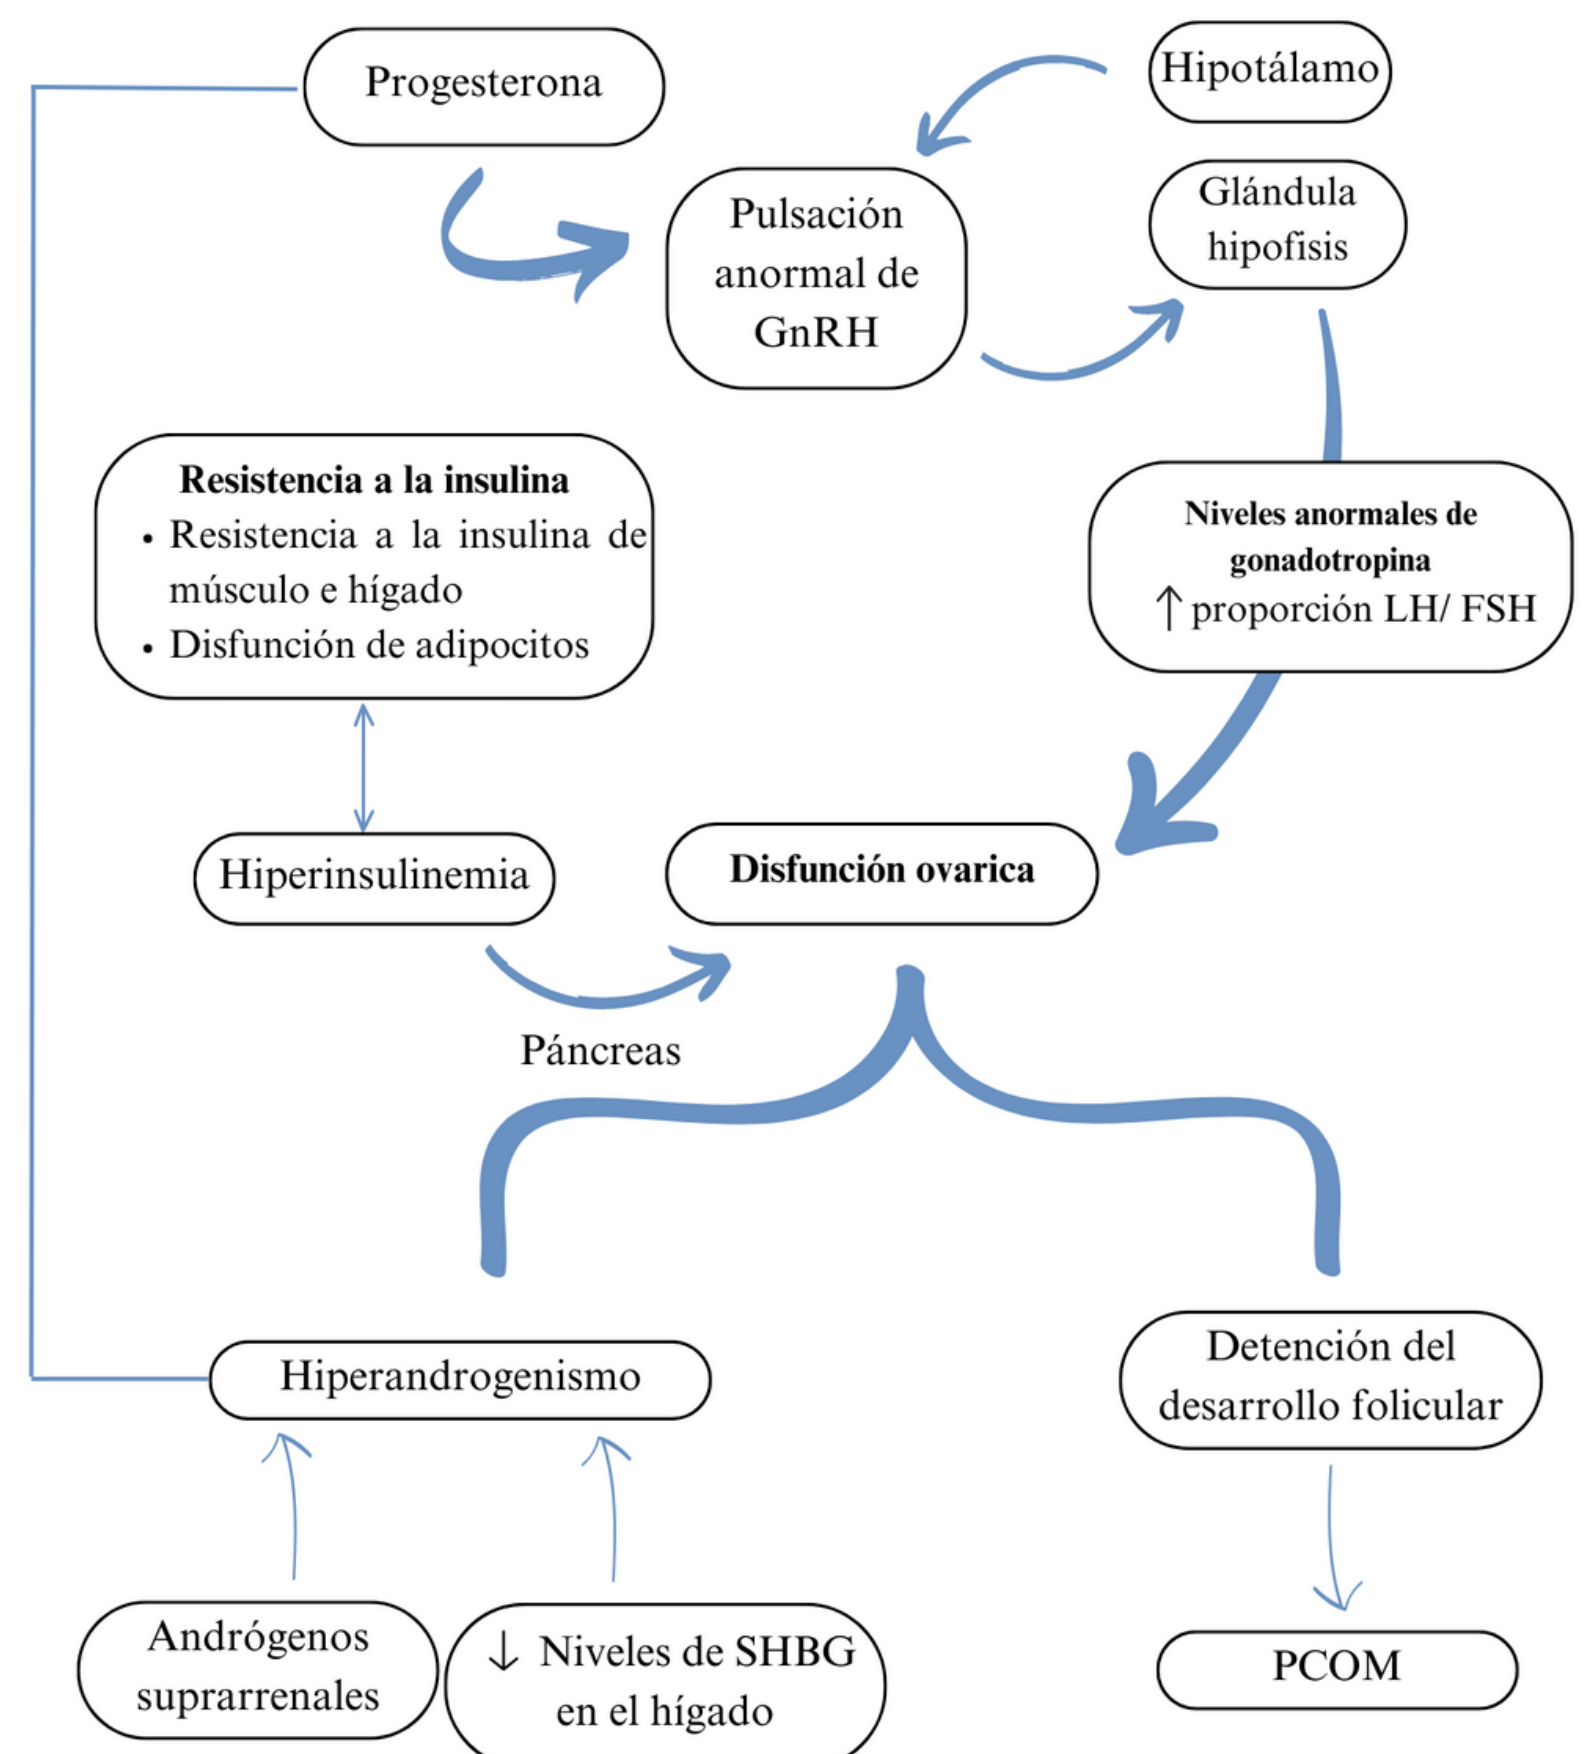 Progesterona
Hipotálamo
Pulsación
anormal de
GnRH
Glándula
hipofisis
Resistencia a la insulina
• Resistencia a la insulina de
músculo e hígado
• Disfunción de adipocitos
Niveles anormales de
gonadotropina
↑ proporción LH/ FSH
Hiperinsulinemia
Disfunción ovarica
Páncreas
Hiperandrogenismo
Detención del
desarrollo folicular
Andrógenos
suprarrenales
↓ Niveles de SHBG
en el hígado
PCOM